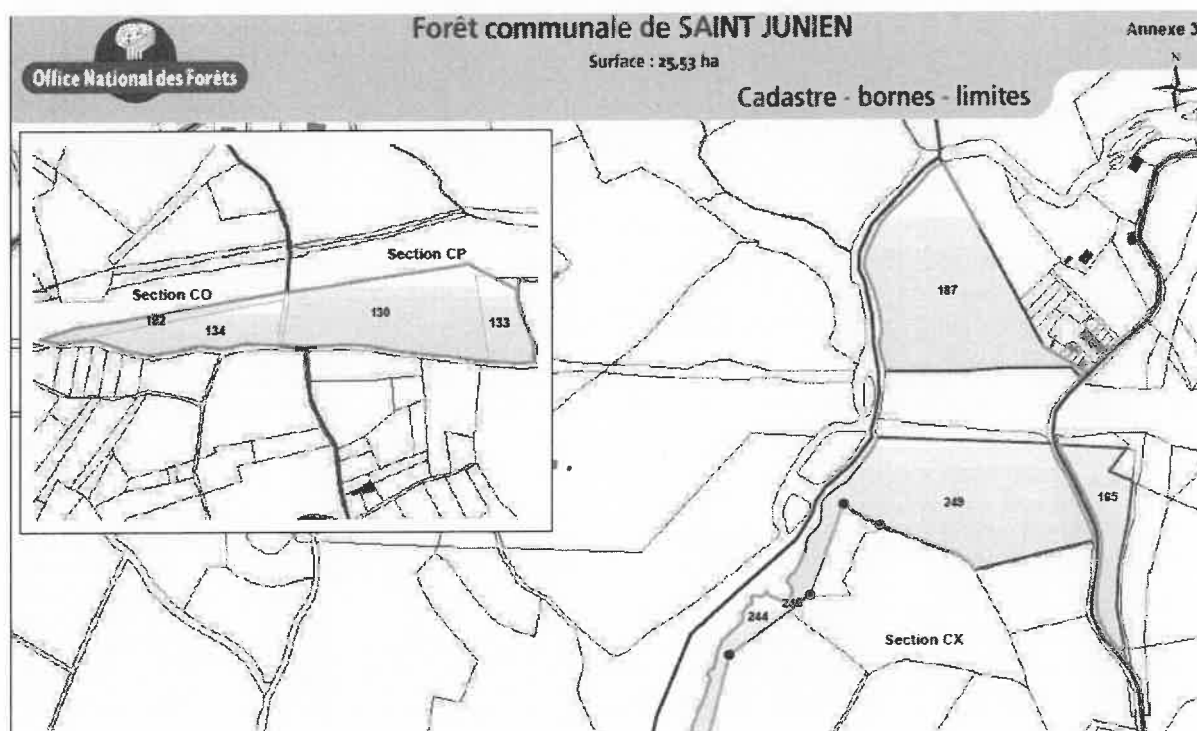 Forêt communale de SAINT JUNIEN
Annexe 3
Surface : 25,53 ha
Office National des Forêts
Cadastre - bornes - limites
N
Section CP
Section CO
182
134
130
133
187
249
165
244
Section CX